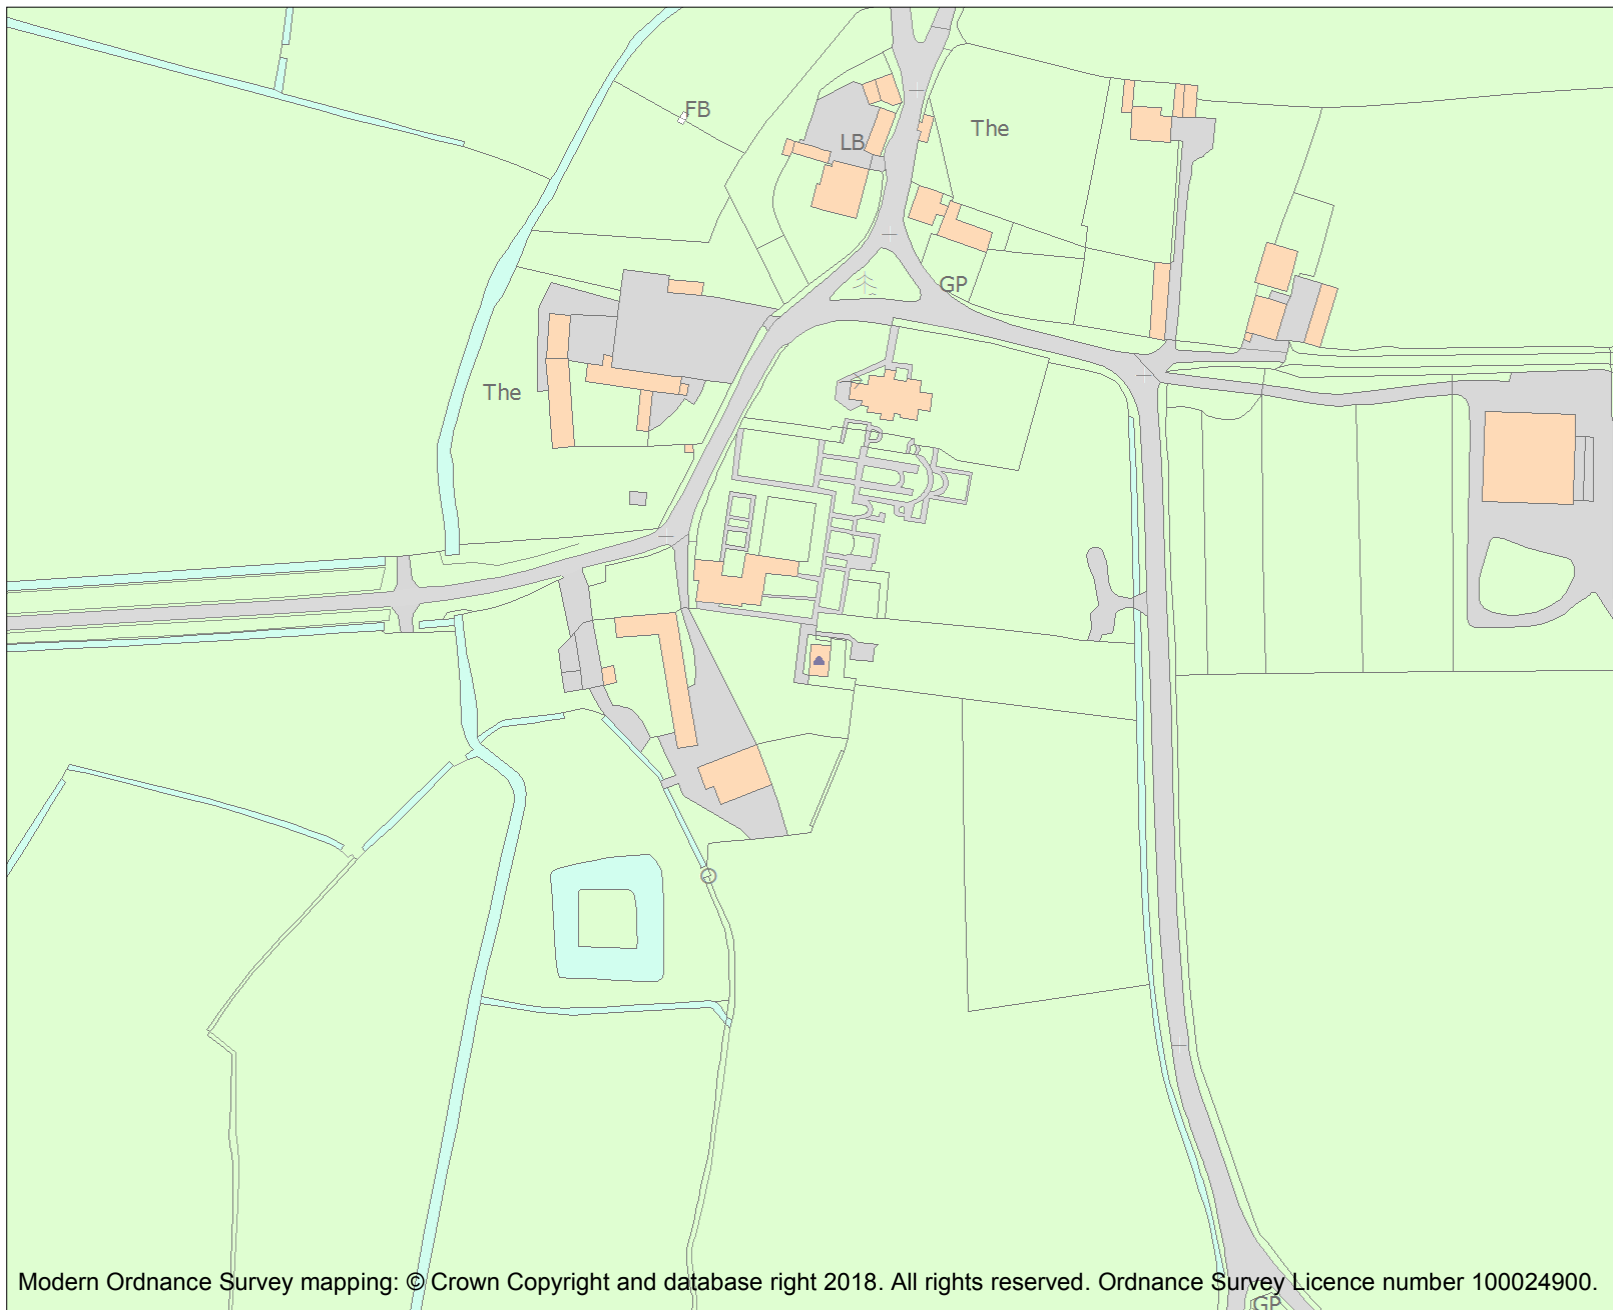 FB
The
LB
GP
The
GP
Modern Ordnance Survey mapping: © Crown Copyright and database right 2018. All rights reserved. Ordnance Survey Licence number 100024900.